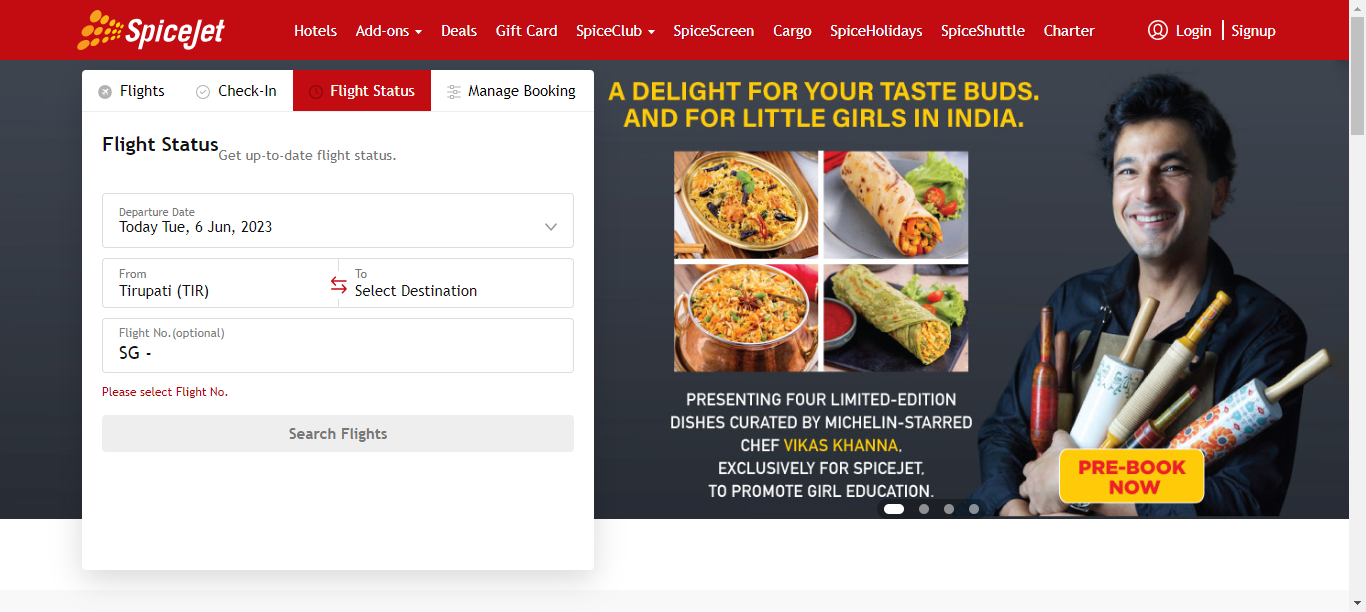 SpiceJet
Hotels Add-ons Deals Gift Card SpiceClub SpiceScreen Cargo SpiceHolidays SpiceShuttle Charter Login Signup
Flights Check-In Flight Status Manage Booking
Flight Status Get up-to-date flight status.
Departure Date
Today Tue, 6 Jun, 2023
From To
Tirupati (TIR) Select Destination
Flight No.(optional)
SG -
Please select Flight No.
Search Flights
A DELIGHT FOR YOUR TASTE BUDS.
AND FOR LITTLE GIRLS IN INDIA.
PRESENTING FOUR LIMITED-EDITION
DISHES CURATED BY MICHELIN-STARRED
CHEF VIKAS KHANNA,
EXCLUSIVELY FOR SPICEJET,
TO PROMOTE GIRL EDUCATION.
PRE-BOOK
NOW